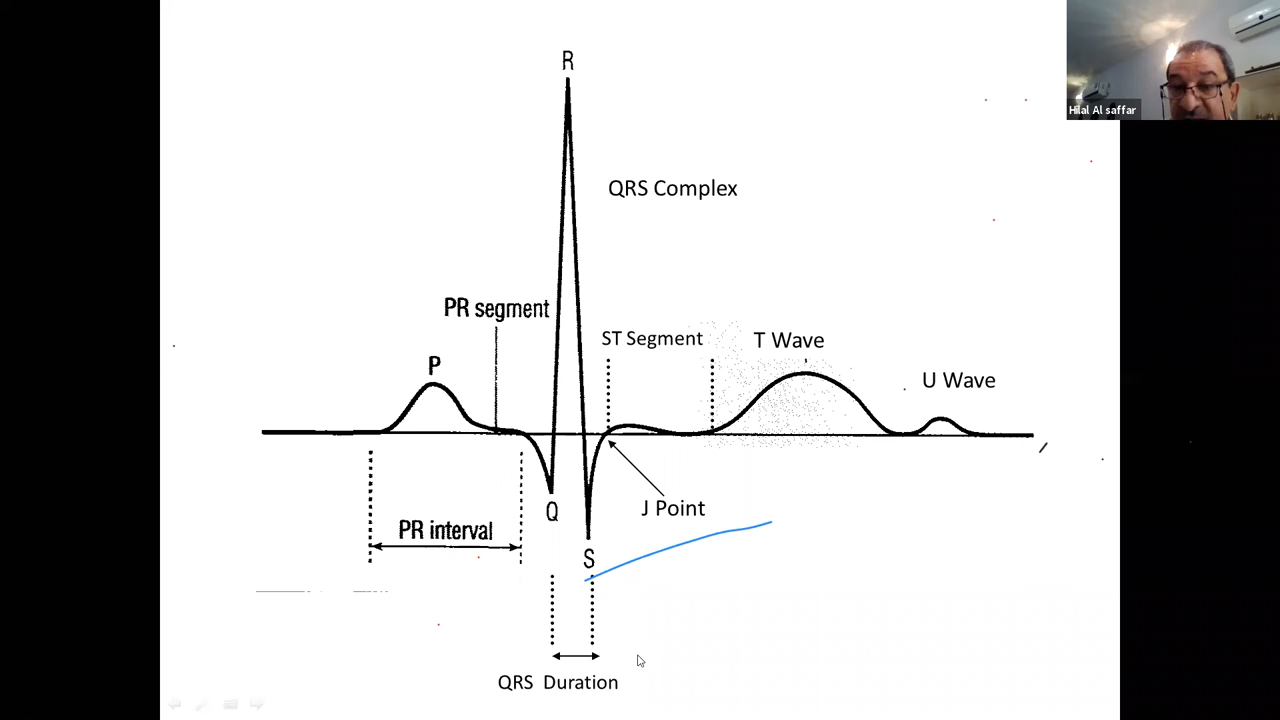 R
Hilal Al saffar
QRS Complex
PR segment
ST Segment
T Wave
P
U Wave
Q
J Point
PR interval
S
QRS Duration